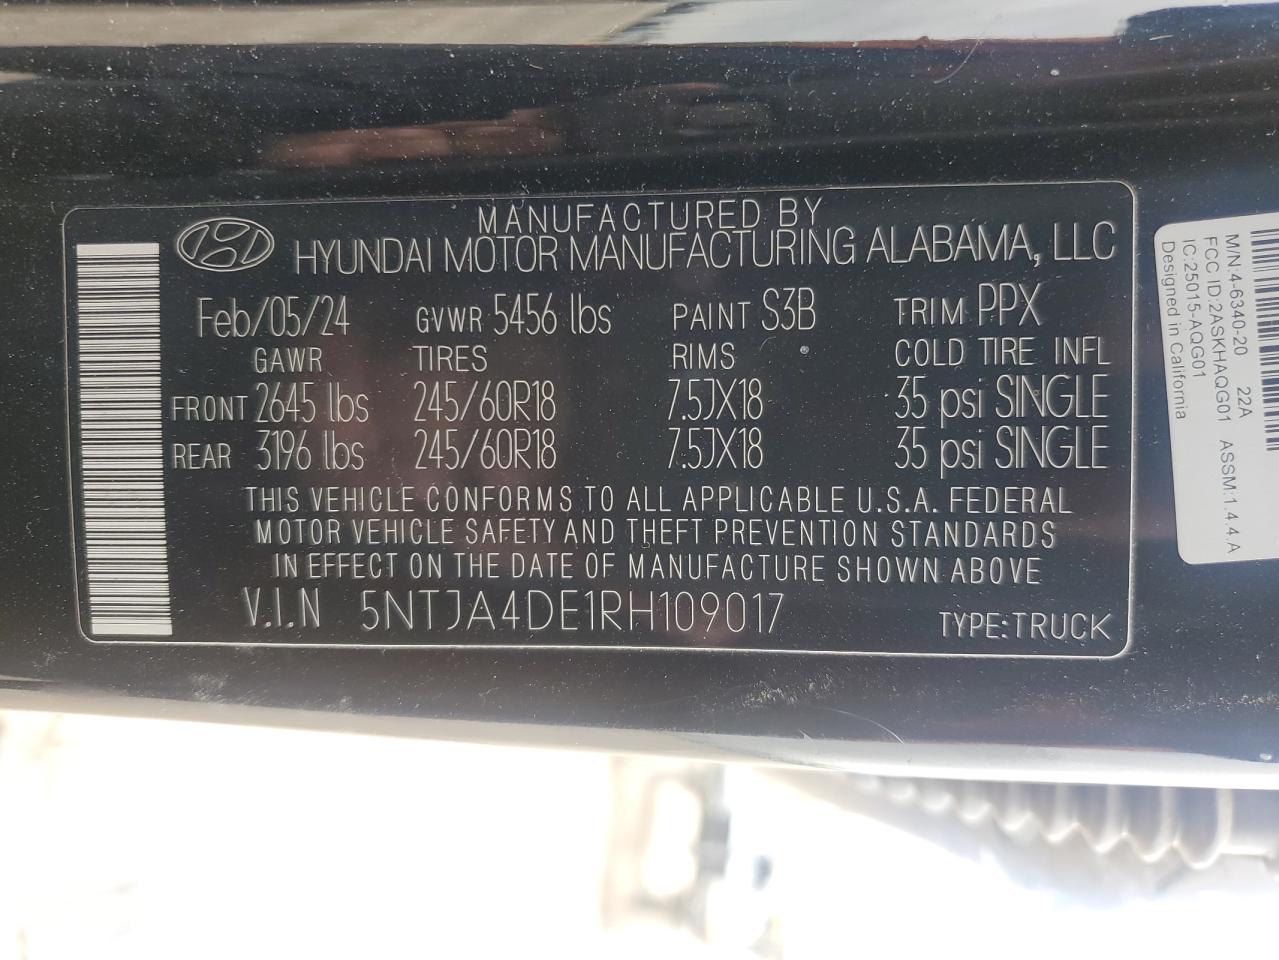 MANUFACTURED BY
HYUNDAI MOTOR MANUFACTURING ALABAMA, LLC
Feb/05/24 GVWR 5456 lbs PAINT S3B TRIM PPX
GAWR TIRES RIMS COLD TIRE INFL
FRONT 2645 lbs 245/60R18 7.5JX18 35 psi SINGLE
REAR 3196 lbs 245/60R18 7.5JX18 35 psi SINGLE
THIS VEHICLE CONFORMS TO ALL APPLICABLE U.S.A. FEDERAL
MOTOR VEHICLE SAFETY AND THEFT PREVENTION STANDARDS
IN EFFECT ON THE DATE OF MANUFACTURE SHOWN ABOVE
V.I.N 5NTJA4DE1RH109017 TYPE:TRUCK
M/N:4-6340-20 22A
FCC ID:2ASKHAQG01 ASSM:1.4.4.A
IC:25015-AQG01
Designed in California